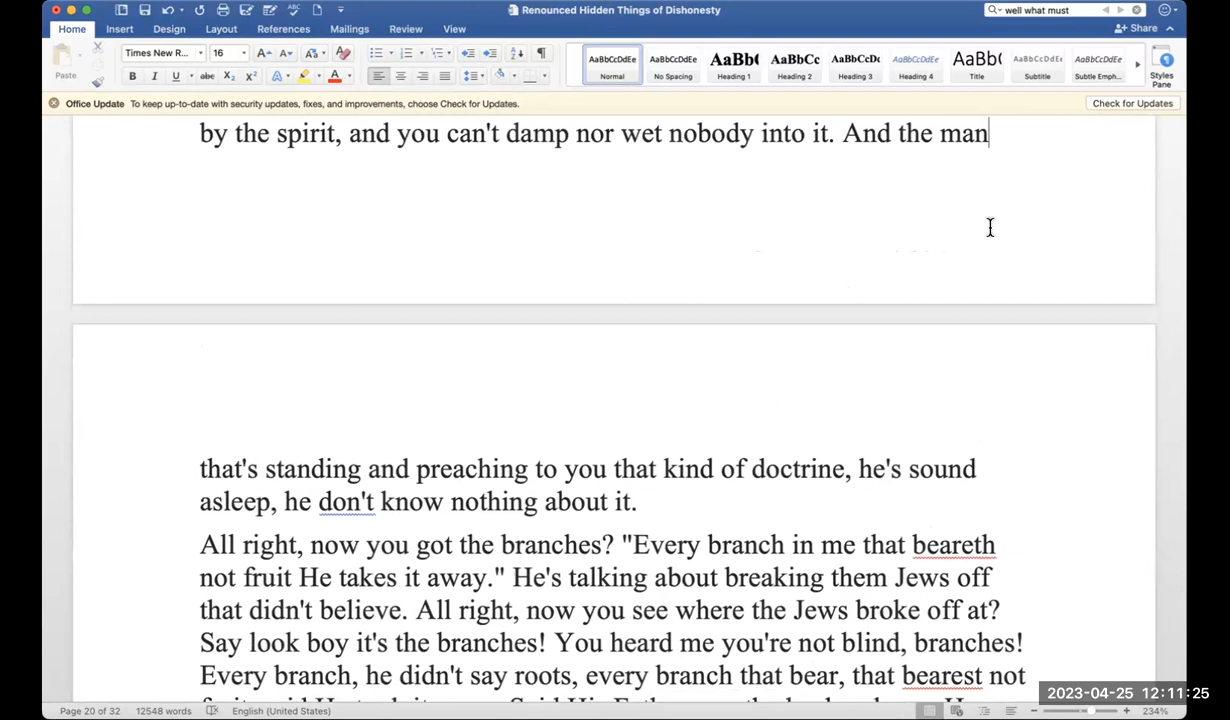 Renounced Hidden Things of Dishonesty
well what must
Home Insert Design Layout References Mailings Review View
Share
Paste
Times New R... 16
AaBbCcDdEe AaBbCcDdEe AaBb( AaBbCc AaBbCcDc AaBbCcDdEe AaBbC AaBbCcDdEe AaBbCcDdEe
Normal No Spacing Heading 1 Heading 2 Heading 3 Heading 4 Title Subtitle Subtle Emph...
Styles
Pane
B I U abc X2 X2 A A
Office Update To keep up-to-date with security updates, fixes, and improvements, choose Check for Updates.
Check for Updates
by the spirit, and you can't damp nor wet nobody into it. And the man
that's standing and preaching to you that kind of doctrine, he's sound
asleep, he don't know nothing about it.
All right, now you got the branches? "Every branch in me that beareth
not fruit He takes it away." He's talking about breaking them Jews off
that didn't believe. All right, now you see where the Jews broke off at?
Say look boy it's the branches! You heard me you're not blind, branches!
Every branch, he didn't say roots, every branch that bear, that bearest not
2023-04-25 12:11:25
Page 20 of 32 12548 words English (United States) 234%